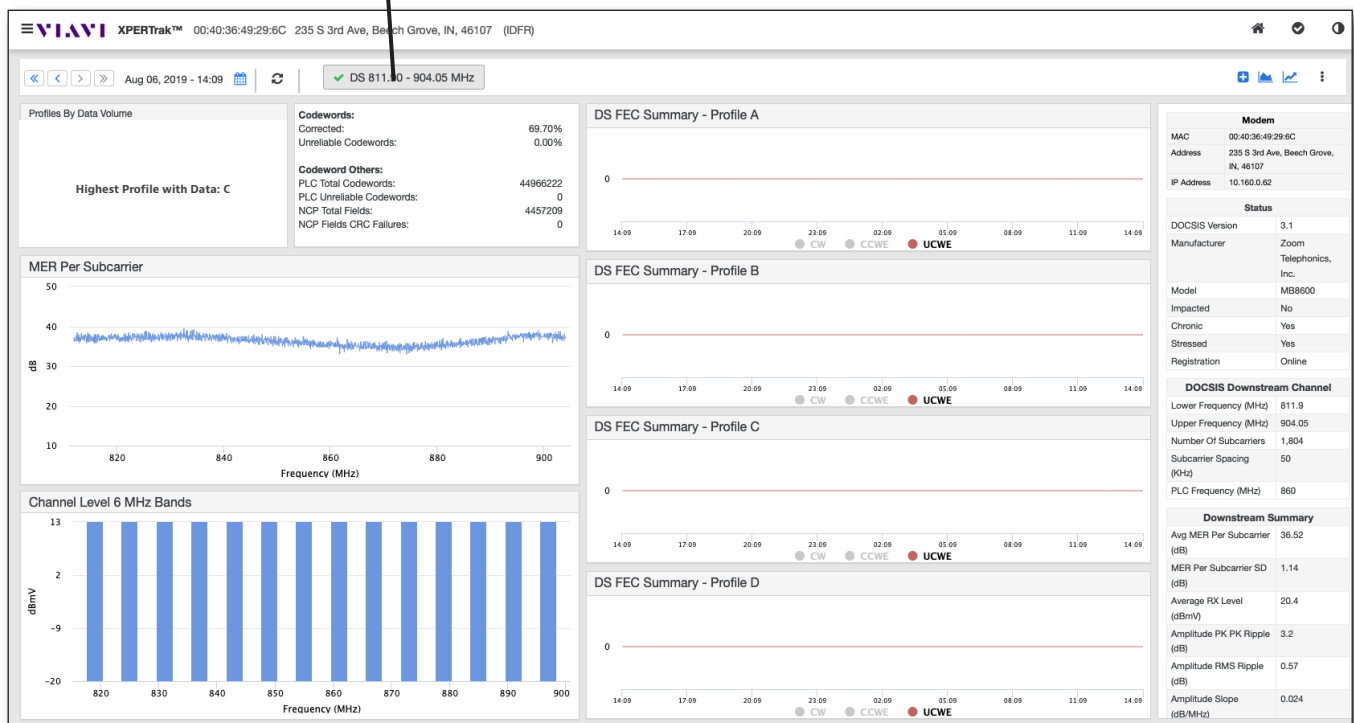 VIAVI XPERTrak™ 00:40:36:49:29:6C 235 S 3rd Ave, Beech Grove, IN, 46107 (IDFR)
Aug 06, 2019 - 14:09
DS 811.90 - 904.05 MHz
Profiles By Data Volume
Highest Profile with Data: C
Codewords:
Corrected: 69.70%
Unreliable Codewords: 0.00%
Codeword Others:
PLC Total Codewords: 44966222
PLC Unreliable Codewords: 0
NCP Total Fields: 4457209
NCP Fields CRC Failures: 0
MER Per Subcarrier
50
40
30
20
10
dB
820 840 860 880 900
Frequency (MHz)
Channel Level 6 MHz Bands
13
2
-9
-20
dBmV
820 830 840 850 860 870 880 890 900
Frequency (MHz)
DS FEC Summary - Profile A
0
14:09 17:09 20:09 23:09 02:09 05:09 08:09 11:09 14:09
CW CCWE UCWE
DS FEC Summary - Profile B
0
14:09 17:09 20:09 23:09 02:09 05:09 08:09 11:09 14:09
CW CCWE UCWE
DS FEC Summary - Profile C
0
14:09 17:09 20:09 23:09 02:09 05:09 08:09 11:09 14:09
CW CCWE UCWE
DS FEC Summary - Profile D
0
14:09 17:09 20:09 23:09 02:09 05:09 08:09 11:09 14:09
CW CCWE UCWE
Modem
MAC 00:40:36:49:29:6C
Address 235 S 3rd Ave, Beech Grove,
IN, 46107
IP Address 10.160.0.62
Status
DOCSIS Version 3.1
Manufacturer Zoom
Telephonics,
Inc.
Model MB8600
Impacted No
Chronic Yes
Stressed Yes
Registration Online
DOCSIS Downstream Channel
Lower Frequency (MHz) 811.9
Upper Frequency (MHz) 904.05
Number Of Subcarriers 1,804
Subcarrier Spacing 50
(KHz)
PLC Frequency (MHz) 860
Downstream Summary
Avg MER Per Subcarrier 36.52
(dB)
MER Per Subcarrier SD 1.14
(dB)
Average RX Level 20.4
(dBmV)
Amplitude PK PK Ripple 3.2
(dB)
Amplitude RMS Ripple 0.57
(dB)
Amplitude Slope 0.024
(dB/MHz)